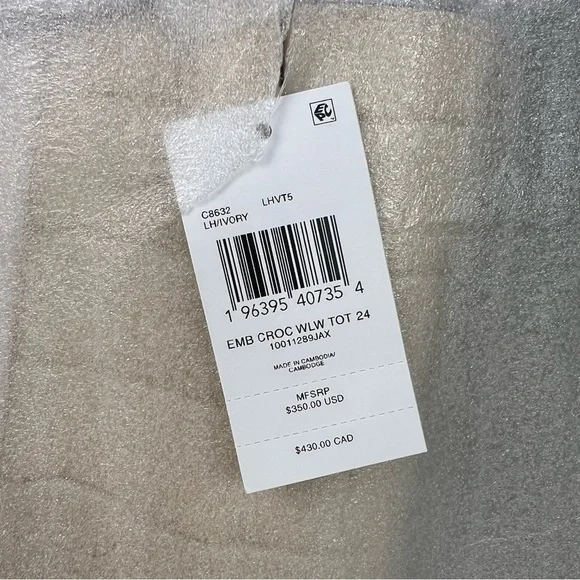 C8632 LHVT5
LH/IVORY
1 96395 40735 4
EMB CROC WLW TOT 24
10011289JAX
MADE IN CAMBODIA/
CAMBODGE
MFSRP
$350.00 USD
$430.00 CAD